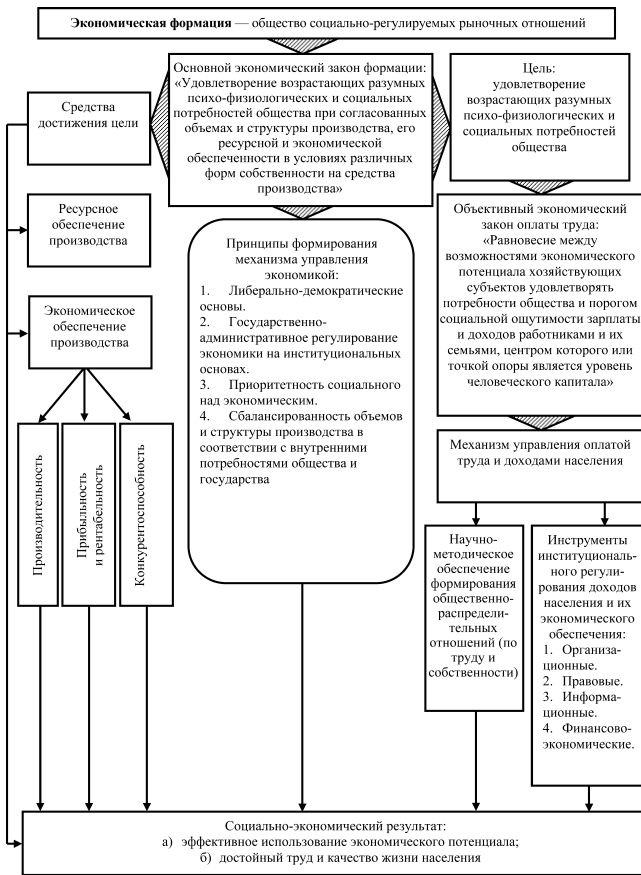 Экономическая формация — общество социально-регулируемых рыночных отношений
Средства
достижения цели
Основной экономический закон формации:
«Удовлетворение возрастающих разумных
психо-физиологических и социальных
потребностей общества при согласованных
объемах и структуры производства, его
ресурсной и экономической
обеспеченности в условиях различных
форм собственности на средства
производства»
Цель:
удовлетворение
возрастающих разумных
психо-физиологических и
социальных потребностей
общества
Ресурсное
обеспечение
производства
Экономическое
обеспечение
производства
Производительность
Прибыльность
и рентабельность
Конкурентоспособность
Принципы формирования
механизма управления
экономикой:
1. Либерально-демократические
основы.
2. Государственно-
административное регулирование
экономики на институциональных
основах.
3. Приоритетность социального
над экономическим.
4. Сбалансированность объемов
и структуры производства в
соответствии с внутренними
потребностями общества и
государства
Объективный экономический
закон оплаты труда:
«Равновесие между
возможностями экономического
потенциала хозяйствующих
субъектов удовлетворять
потребности общества и порогом
социальной ощутимости зарплаты
и доходов работниками и их
семьями, центром которого или
точкой опоры является уровень
человеческого капитала»
Механизм управления оплатой
труда и доходами населения
Научно-
методическое
обеспечение
формирования
общественно-
распредели-
тельных
отношений (по
труду и
собственности)
Инструменты
институциональ-
ного регули-
рования доходов
населения и их
экономического
обеспечения:
1. Организа-
ционные.
2. Правовые.
3. Информа-
ционные.
4. Финансово-
экономические.
Социально-экономический результат:
а) эффективное использование экономического потенциала;
б) достойный труд и качество жизни населения